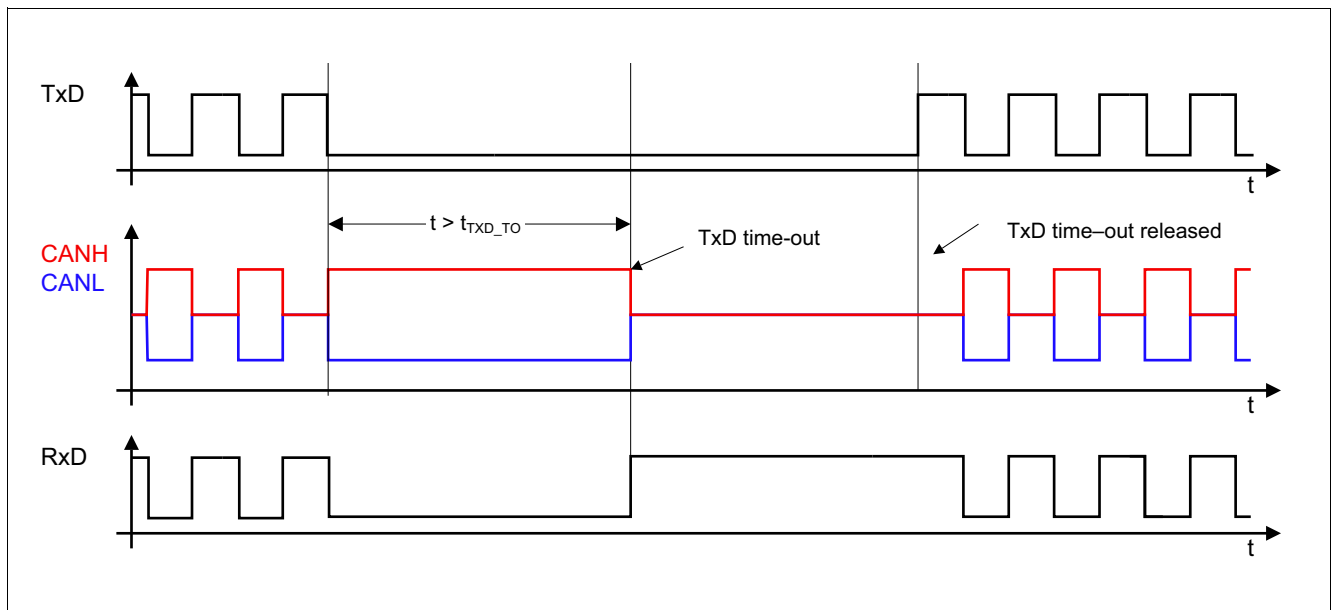 TxD
t
t > tTXD_TO
TxD time-out
TxD time–out released
CANH
CANL
t
RxD
t